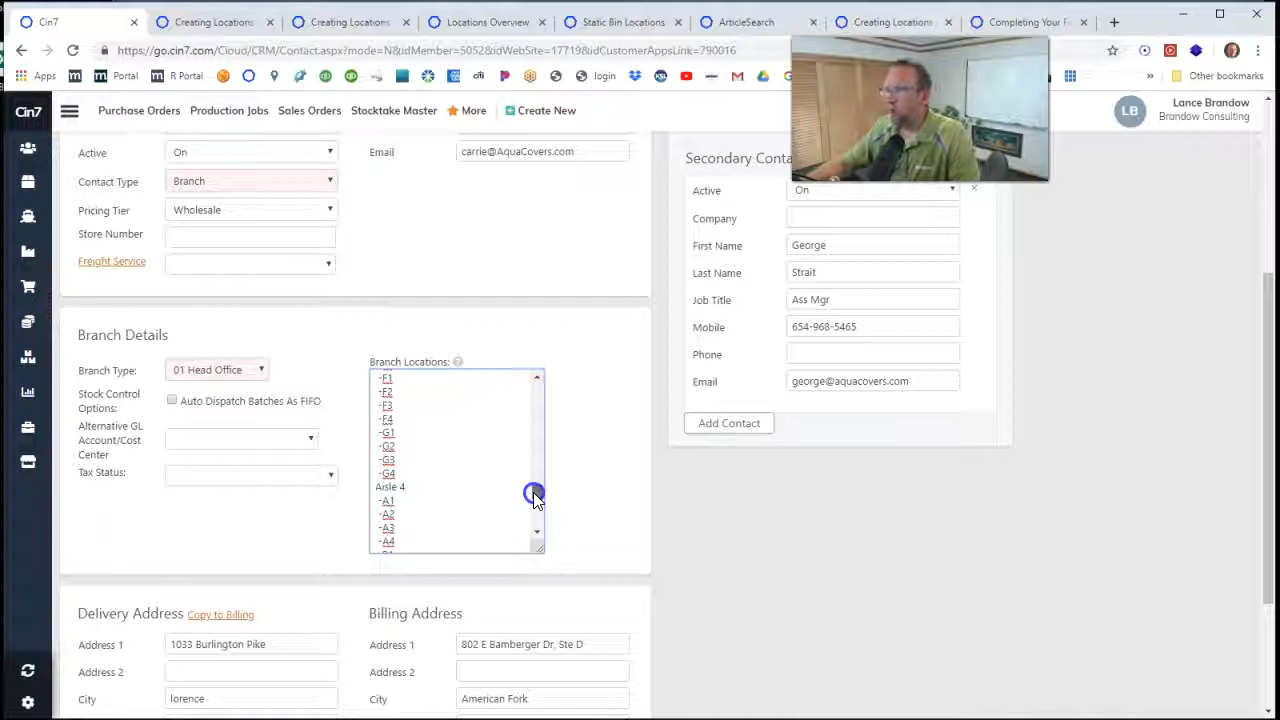 Cin7
Creating Locations
Creating Locations
Locations Overview
Static Bin Locations
ArticleSearch
Creating Locations
Completing Your F
https://go.cin7.com/Cloud/CRM/Contact.aspx?mode=N&idMember=5052&idWebSite=17719&idCustomerAppsLink=790016
Apps
Portal
Portal
R Portal
login
Other bookmarks
Cin7
Purchase Orders
Production Jobs
Sales Orders
Stocktake Master
More
Create New
LB
Lance Brandow
Brandow Consulting
Active
On
Contact Type
Branch
Pricing Tier
Wholesale
Store Number
Freight Service
Email
carrie@AquaCovers.com
Secondary Conta
Active
On
Company
First Name
George
Last Name
Strait
Job Title
Ass Mgr
Mobile
654-968-5465
Phone
Email
george@aquacovers.com
Add Contact
Branch Details
Branch Type:
01 Head Office
Stock Control
Options:
Auto Dispatch Batches As FIFO
Alternative GL
Account/Cost
Center
Tax Status:
Branch Locations:
-F1
-F2
-F3
-F4
-G1
-G2
-G3
-G4
Aisle 4
-A1
-A2
-A3
-A4
Delivery Address Copy to Billing
Address 1
1033 Burlington Pike
Address 2
City
lorence
Billing Address
Address 1
802 E Bamberger Dr, Ste D
Address 2
City
American Fork